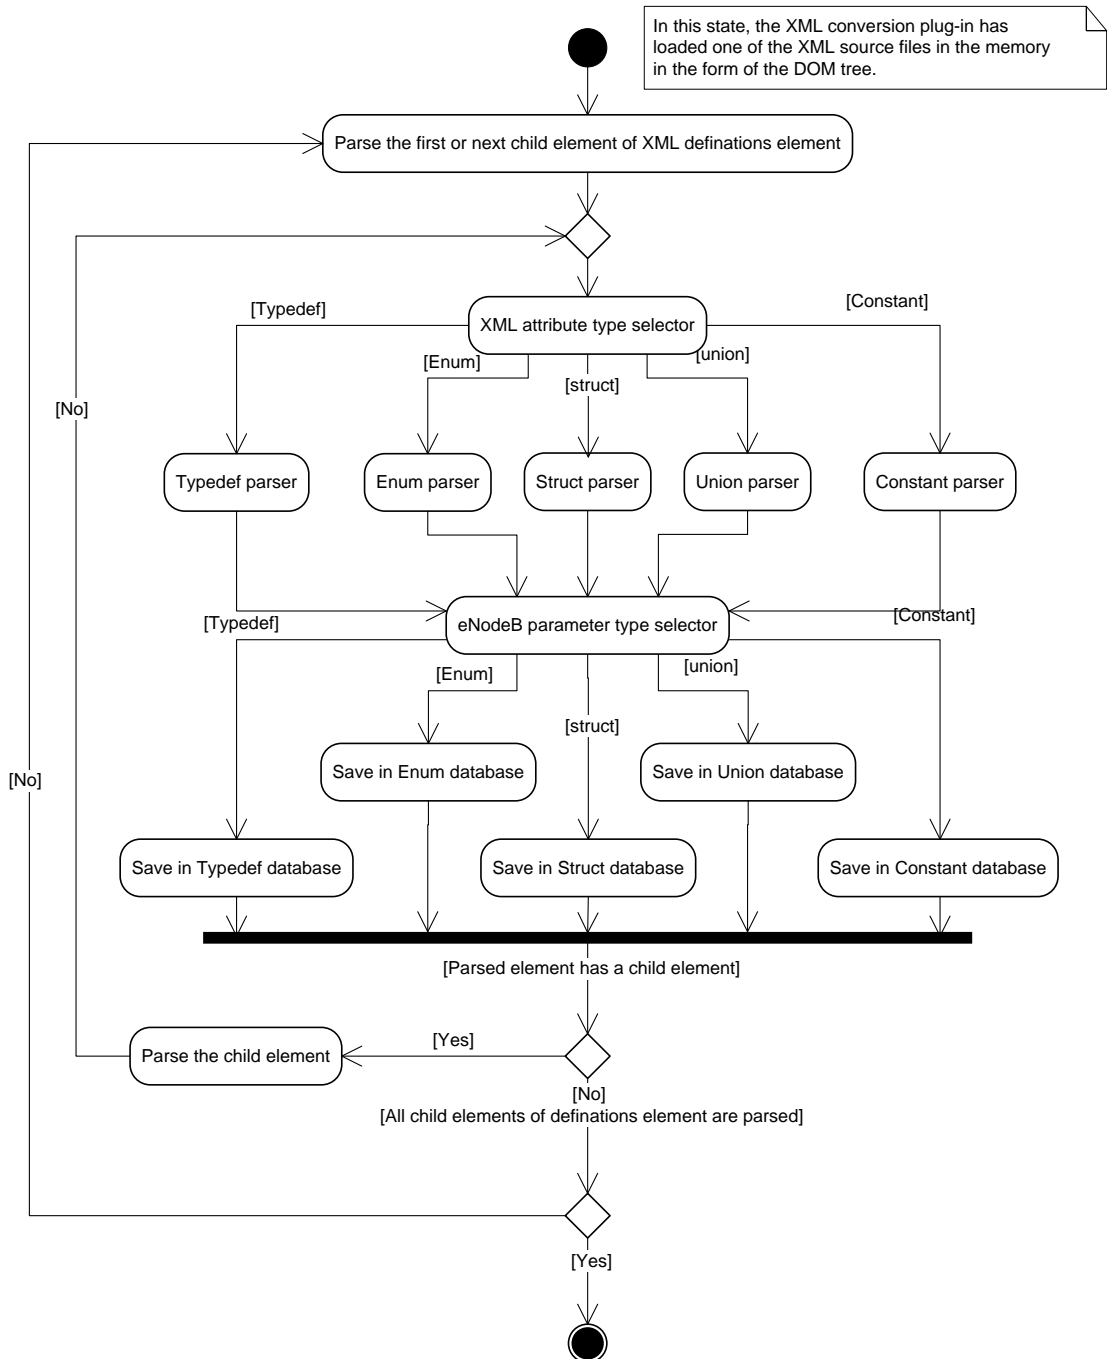 In this state, the XML conversion plug-in has
loaded one of the XML source files in the memory
in the form of the DOM tree.
Parse the first or next child element of XML definations element
[Typedef]
XML attribute type selector
[Constant]
[Enum]
[struct]
[union]
[No]
Typedef parser
Enum parser
Struct parser
Union parser
Constant parser
[Typedef]
eNodeB parameter type selector
[Constant]
[Enum]
[union]
[struct]
[No]
Save in Enum database
Save in Union database
Save in Typedef database
Save in Struct database
Save in Constant database
[Parsed element has a child element]
Parse the child element
[Yes]
[No]
[All child elements of definations element are parsed]
[Yes]